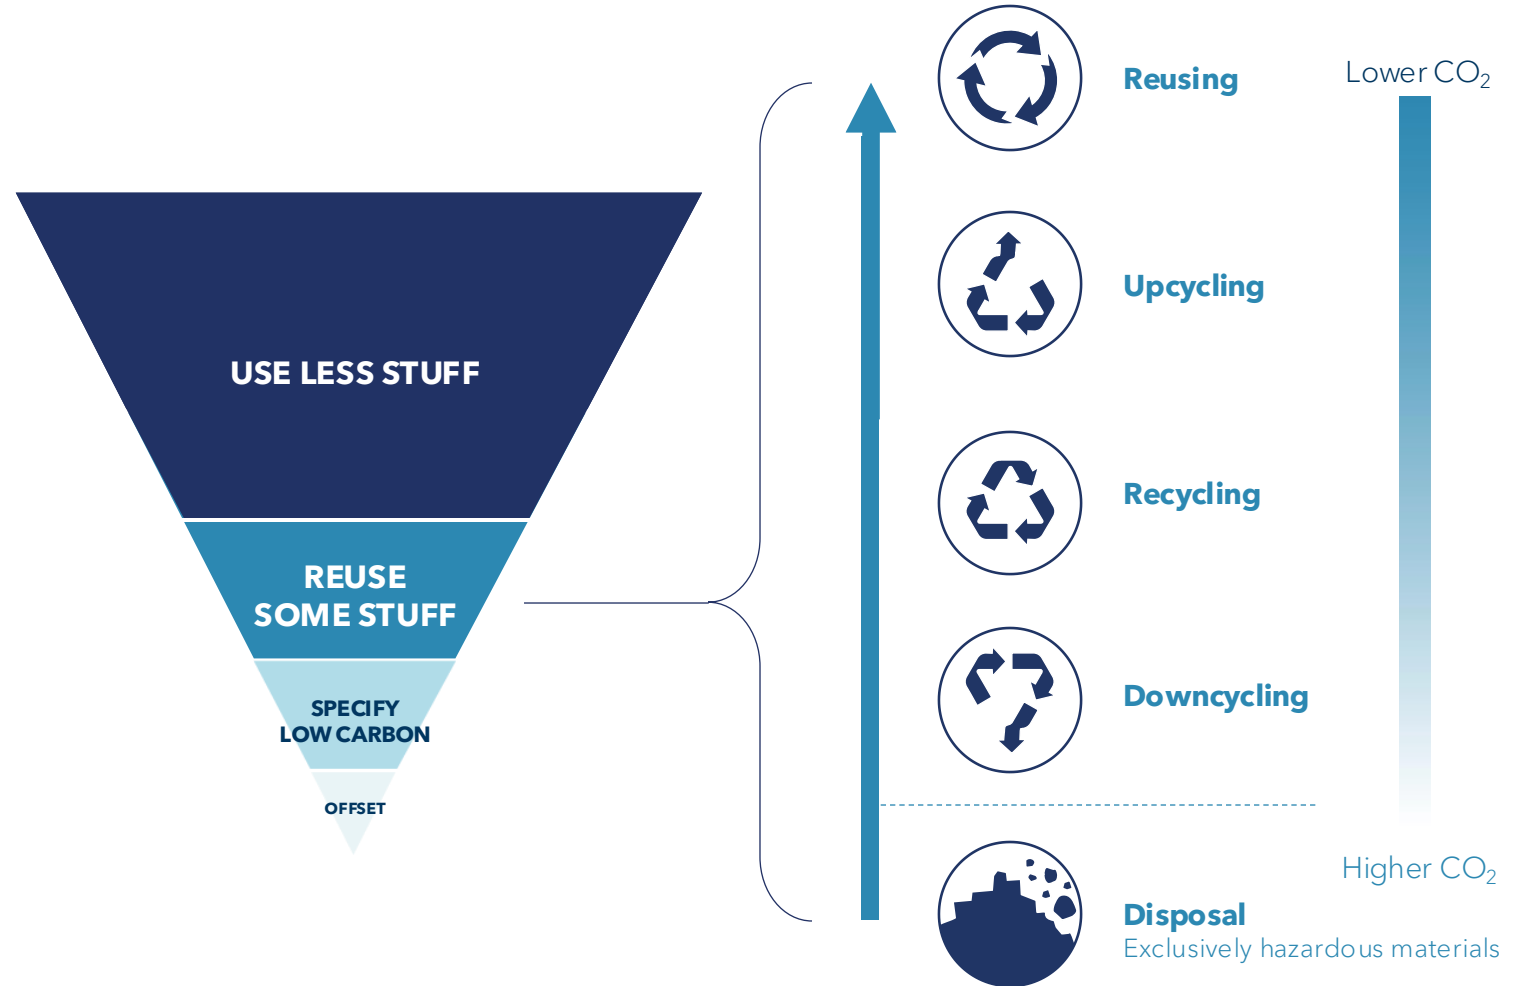 USE LESS STUFF
REUSE
SOME STUFF
SPECIFY
LOW CARBON
OFFSET
Reusing
Upcycling
Recycling
Downcycling
Disposal
Exclusively hazardous materials
Lower CO₂
Higher CO₂